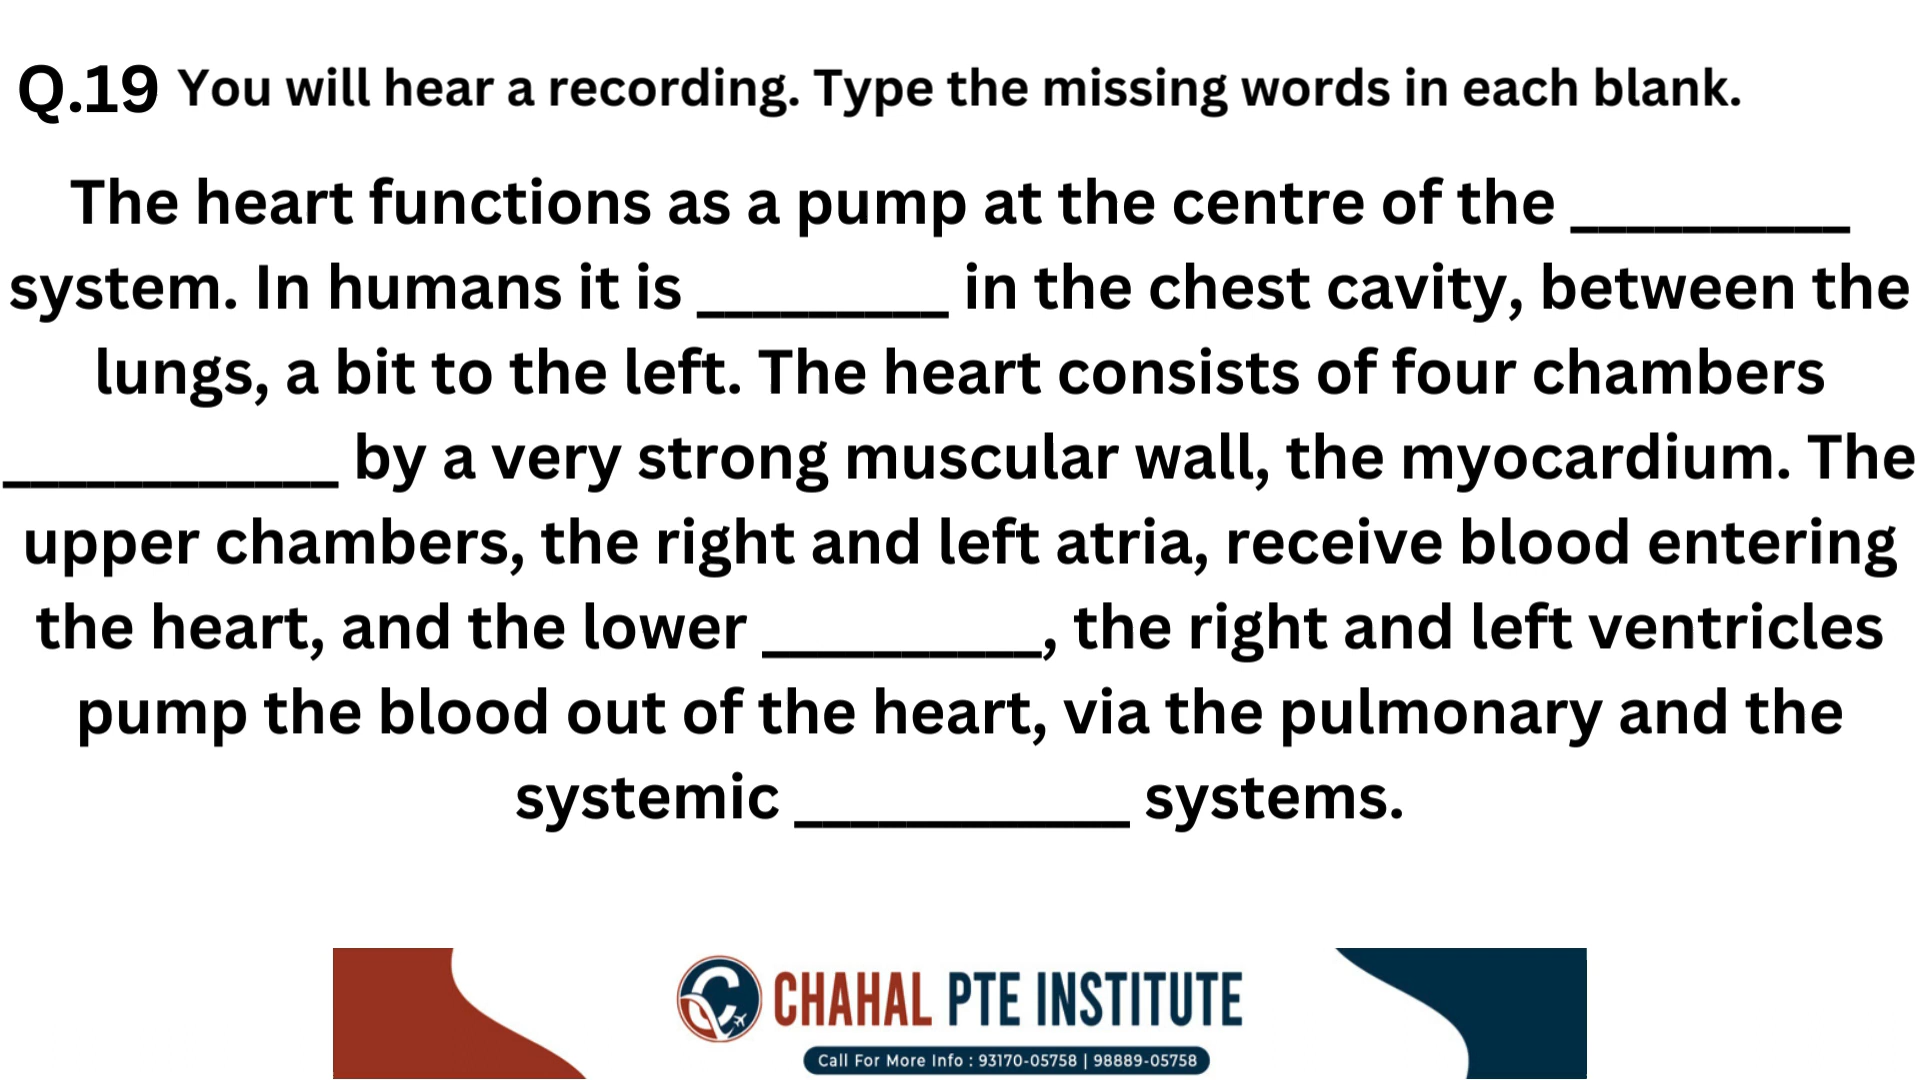 Q.19 You will hear a recording. Type the missing words in each blank.
The heart functions as a pump at the centre of the __________
system. In humans it is _________ in the chest cavity, between the
lungs, a bit to the left. The heart consists of four chambers
____________ by a very strong muscular wall, the myocardium. The
upper chambers, the right and left atria, receive blood entering
the heart, and the lower __________, the right and left ventricles
pump the blood out of the heart, via the pulmonary and the
systemic ____________ systems.
CHAHAL PTE INSTITUTE
Call For More Info : 93170-05758 | 98889-05758